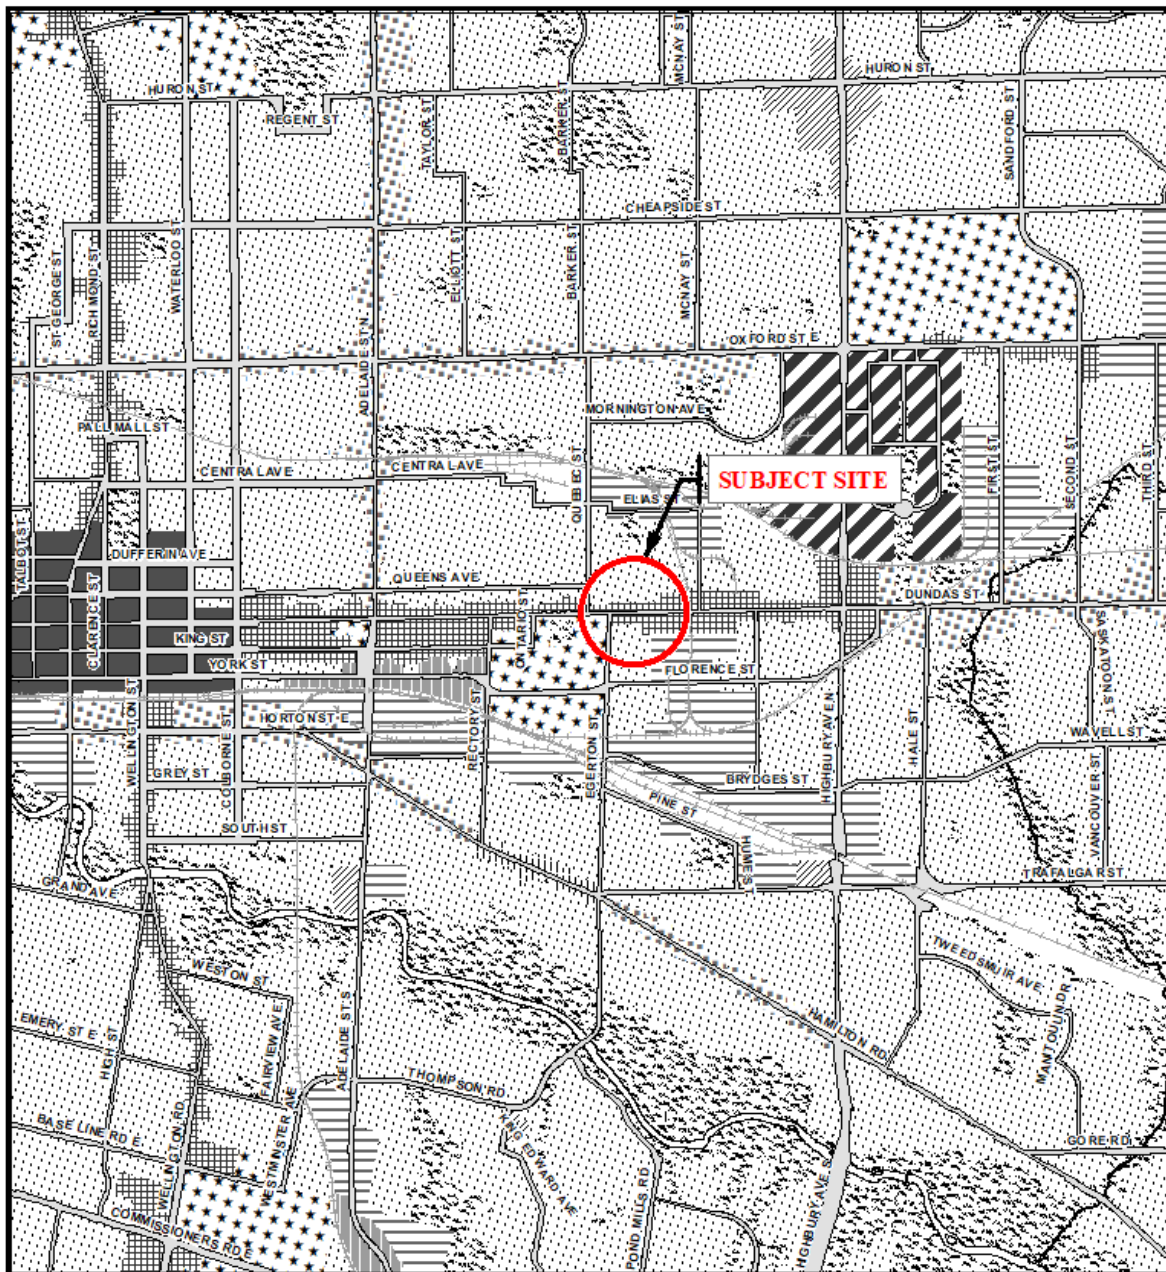 MCNAY ST
HURON ST
HURON ST
REGENT ST
TAYLOR ST
BARKER ST
SANDFORD ST
CHEAPSIDE ST
ST GEORGE ST
RICHMOND ST
WATERLOO ST
ELLIOTT ST
BARKER ST
MCNAY ST
ADELAIDE ST N
OXFORD ST E
MORNINGTON AVE
PALL MALL ST
CENTRAL AVE
CENTRAL AVE
QUEBEC ST
ELIAS ST
SUBJECT SITE
FIRST ST
SECOND ST
THIRD ST
TALBOT ST
DUFFERIN AVE
QUEENS AVE
CLARENCE ST
KING ST
ONTARIO ST
DUNDAS ST
SASKATOON ST
YORK ST
FLORENCE ST
WELLINGTON ST
COLBORNE ST
HORTON ST E
RECTORY ST
EGERTON ST
HIGHBURY AVE N
HALE ST
WAVELL ST
GREY ST
BRYDGES ST
PINE ST
VANCOUVER ST
SOUTH ST
HUME ST
GRAND AVE
TRAFALGAR ST
WESTON ST
TWEEDSMUIR AVE
MANITOULIN DR
EMERY ST E
HIGH ST
FAIRVIEW AVE
ADELAIDE ST S
HAMILTON RD
THOMPSON RD
BASE LINE RD E
WELLINGTON RD
WESTMINSTER AVE
KING EDWARD AVE
GORE RD
POND MILLS RD
HIGHBURY AVE S
COMMISSIONERS RD E